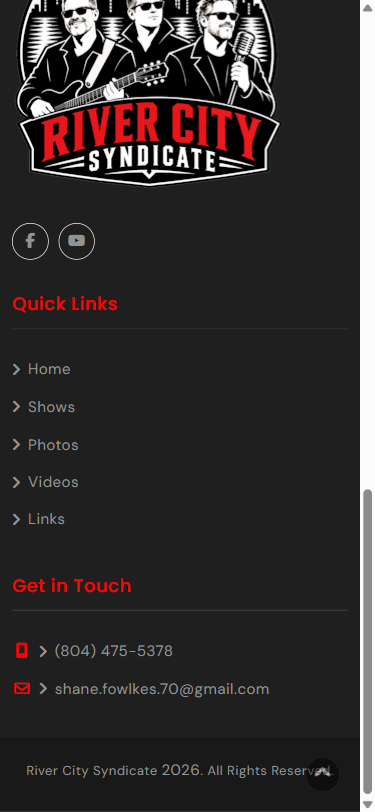 RIVER CITY
SYNDICATE
Quick Links
Home
Shows
Photos
Videos
Links
Get in Touch
(804) 475-5378
shane.fowlkes.70@gmail.com
River City Syndicate 2026. All Rights Reserved.